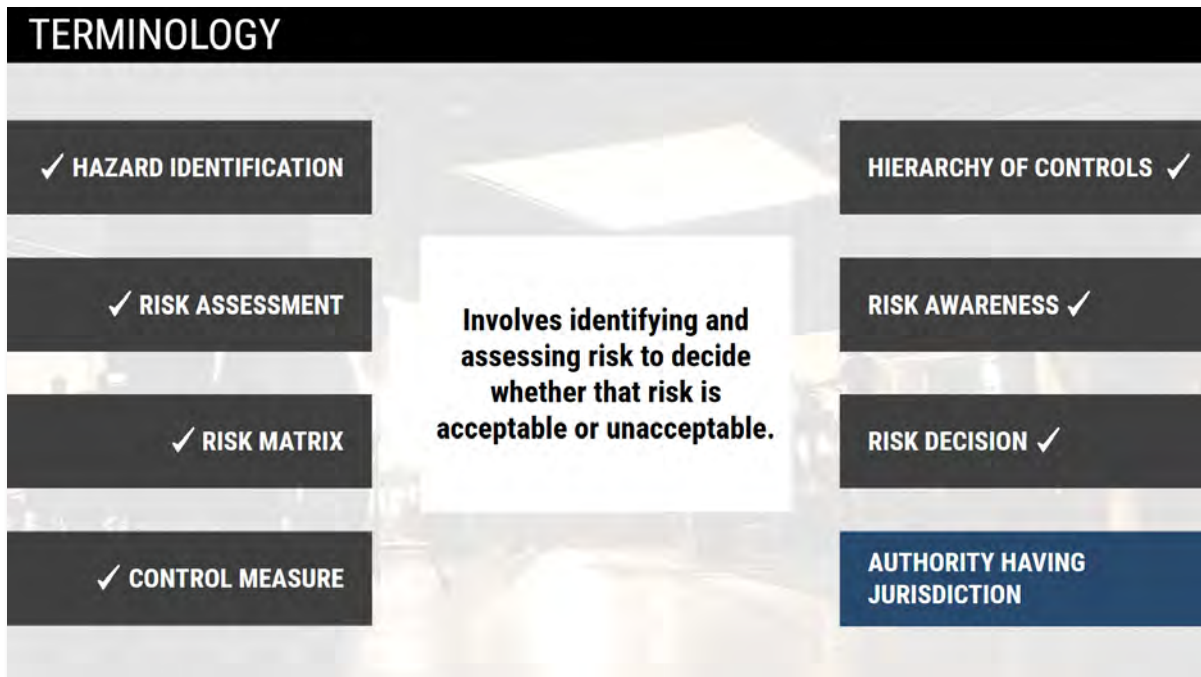 TERMINOLOGY
✓ HAZARD IDENTIFICATION
✓ RISK ASSESSMENT
✓ RISK MATRIX
✓ CONTROL MEASURE
Involves identifying and
assessing risk to decide
whether that risk is
acceptable or unacceptable.
HIERARCHY OF CONTROLS ✓
RISK AWARENESS ✓
RISK DECISION ✓
AUTHORITY HAVING
JURISDICTION